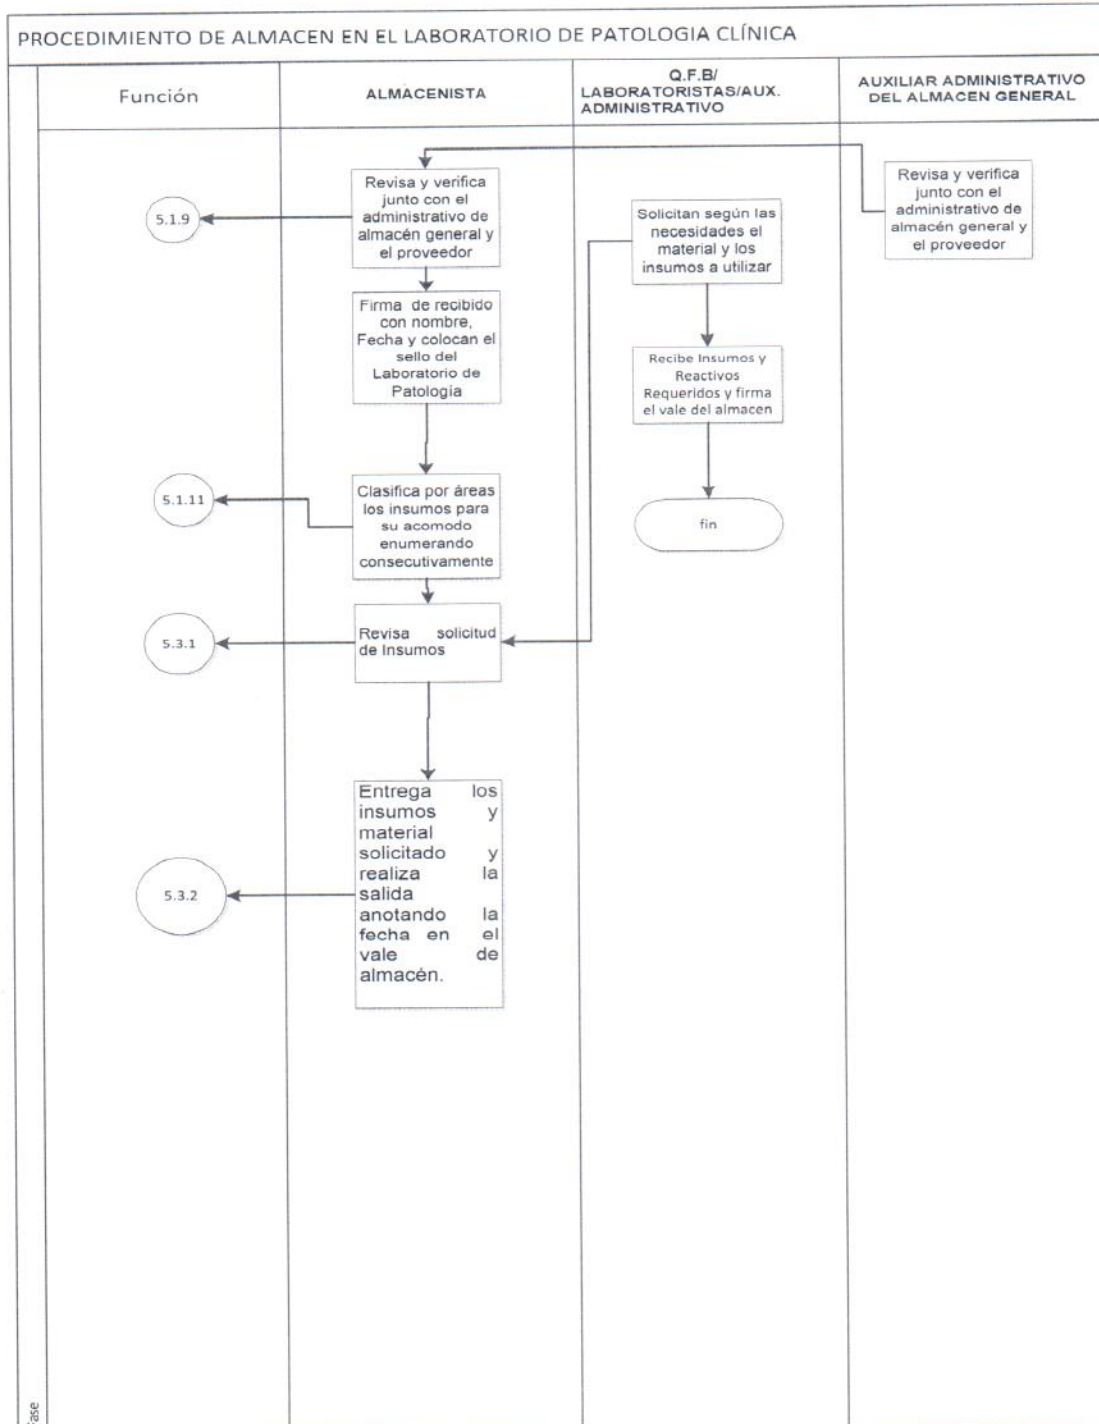 PROCEDIMIENTO DE ALMACEN EN EL LABORATORIO DE PATOLOGIA CLÍNICA
Función
ALMACENISTA
Q.F.B/
LABORATORISTAS/AUX.
ADMINISTRATIVO
AUXILIAR ADMINISTRATIVO
DEL ALMACEN GENERAL
5.1.9
Revisa y verifica
junto con el
administrativo de
almacén general y
el proveedor
Solicitan según las
necesidades el
material y los
insumos a utilizar
Revisa y verifica
junto con el
administrativo de
almacén general y
el proveedor
Firma de recibido
con nombre,
Fecha y colocan el
sello del
Laboratorio de
Patología
Recibe Insumos y
Reactivos
Requeridos y firma
el vale del almacen
5.1.11
Clasifica por áreas
los insumos para
su acomodo
enumerando
consecutivamente
fin
5.3.1
Revisa solicitud
de Insumos
5.3.2
Entrega los
insumos y
material
solicitado y
realiza la
salida
anotando la
fecha en el
vale de
almacén.
Fase